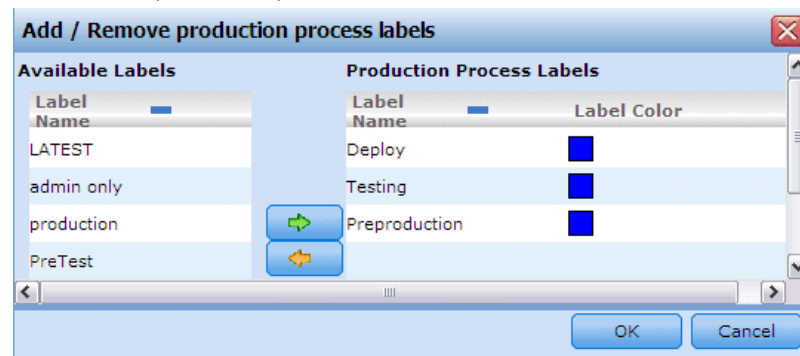 Add / Remove production process labels
Available Labels
Production Process Labels
Label Name
Label Name
Label Color
LATEST
Deploy
admin only
Testing
production
Preproduction
PreTest
OK
Cancel